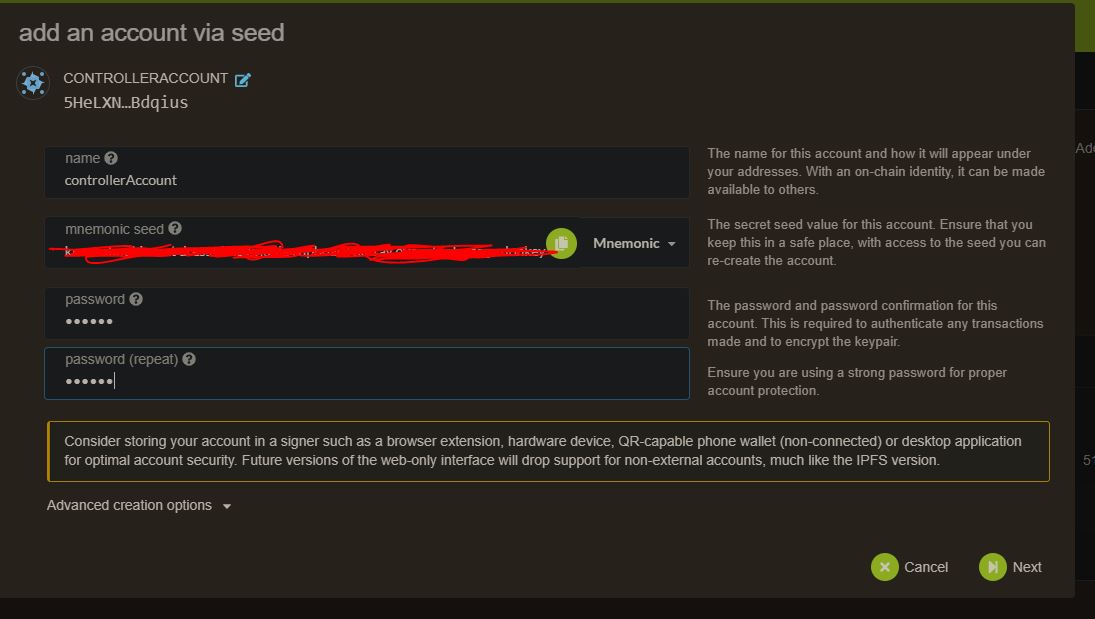 add an account via seed
CONTROLLERACCOUNT
5HeLXN…Bdqius
name
controllerAccount
The name for this account and how it will appear under
your addresses. With an on-chain identity, it can be made
available to others.
mnemonic seed
Mnemonic
The secret seed value for this account. Ensure that you
keep this in a safe place, with access to the seed you can
re-create the account.
password
••••••
password (repeat)
••••••
The password and password confirmation for this
account. This is required to authenticate any transactions
made and to encrypt the keypair.
Ensure you are using a strong password for proper
account protection.
Consider storing your account in a signer such as a browser extension, hardware device, QR-capable phone wallet (non-connected) or desktop application
for optimal account security. Future versions of the web-only interface will drop support for non-external accounts, much like the IPFS version.
Advanced creation options
Cancel
Next